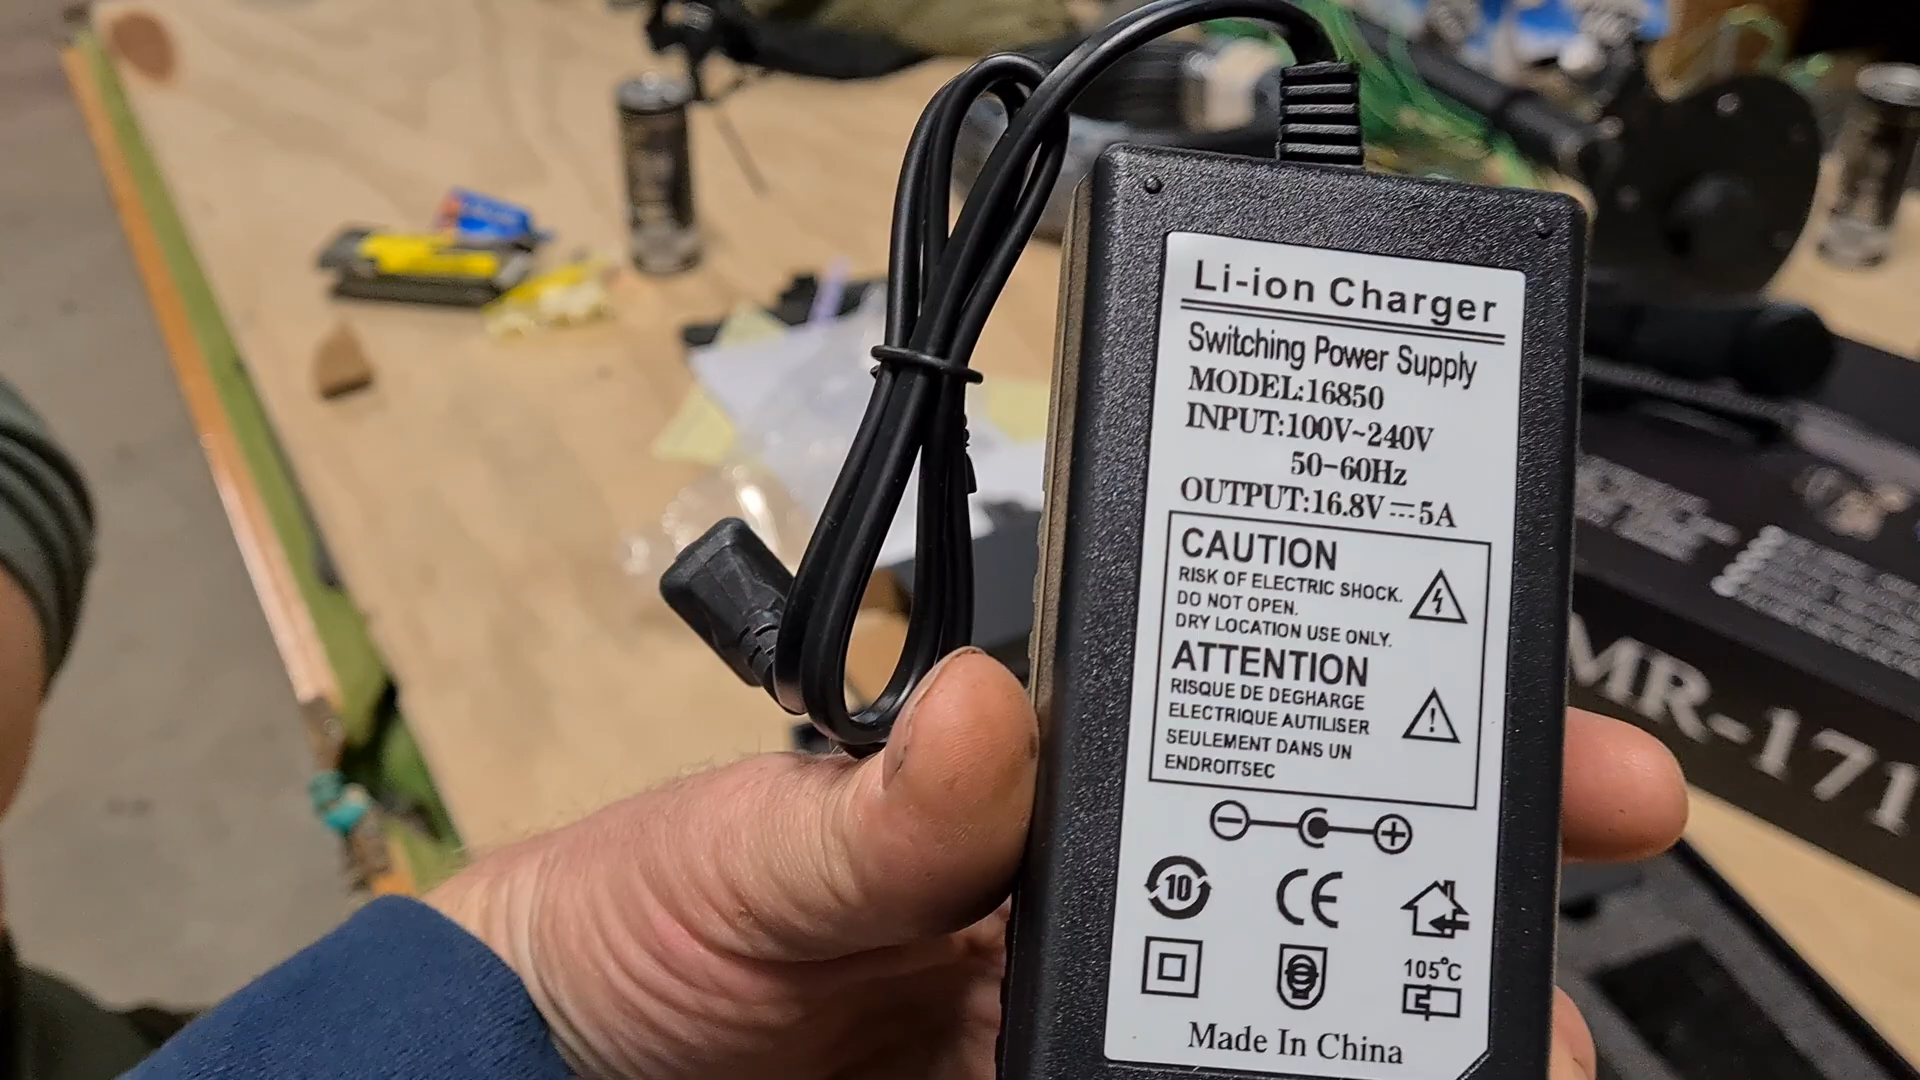 Li-ion Charger
Switching Power Supply
MODEL:16850
INPUT:100V~240V
50-60Hz
OUTPUT:16.8V⎓5A
CAUTION
RISK OF ELECTRIC SHOCK.
DO NOT OPEN.
DRY LOCATION USE ONLY.
ATTENTION
RISQUE DE DEGHARGE
ELECTRIQUE AUTILISER
SEULEMENT DANS UN
ENDROITSEC
10
CE
105°C
Made In China
MR-171